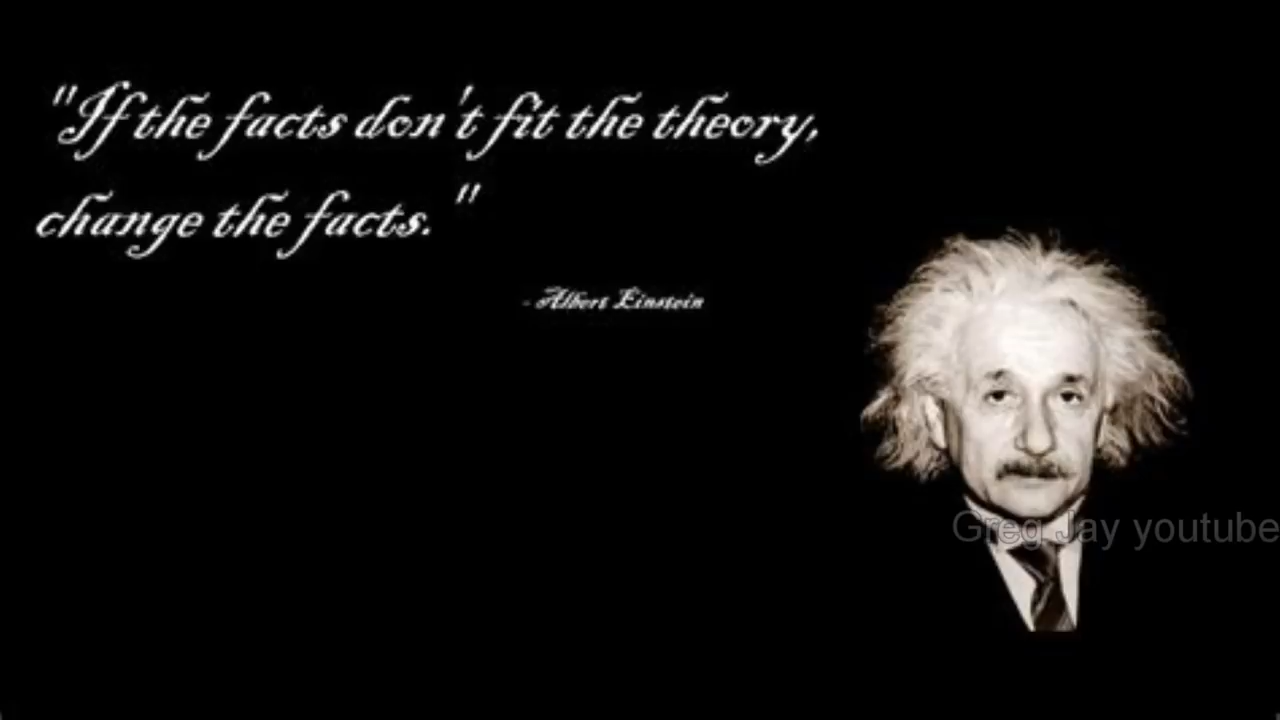 "If the facts don't fit the theory,
change the facts."
- Albert Einstein
Greg Jay youtube